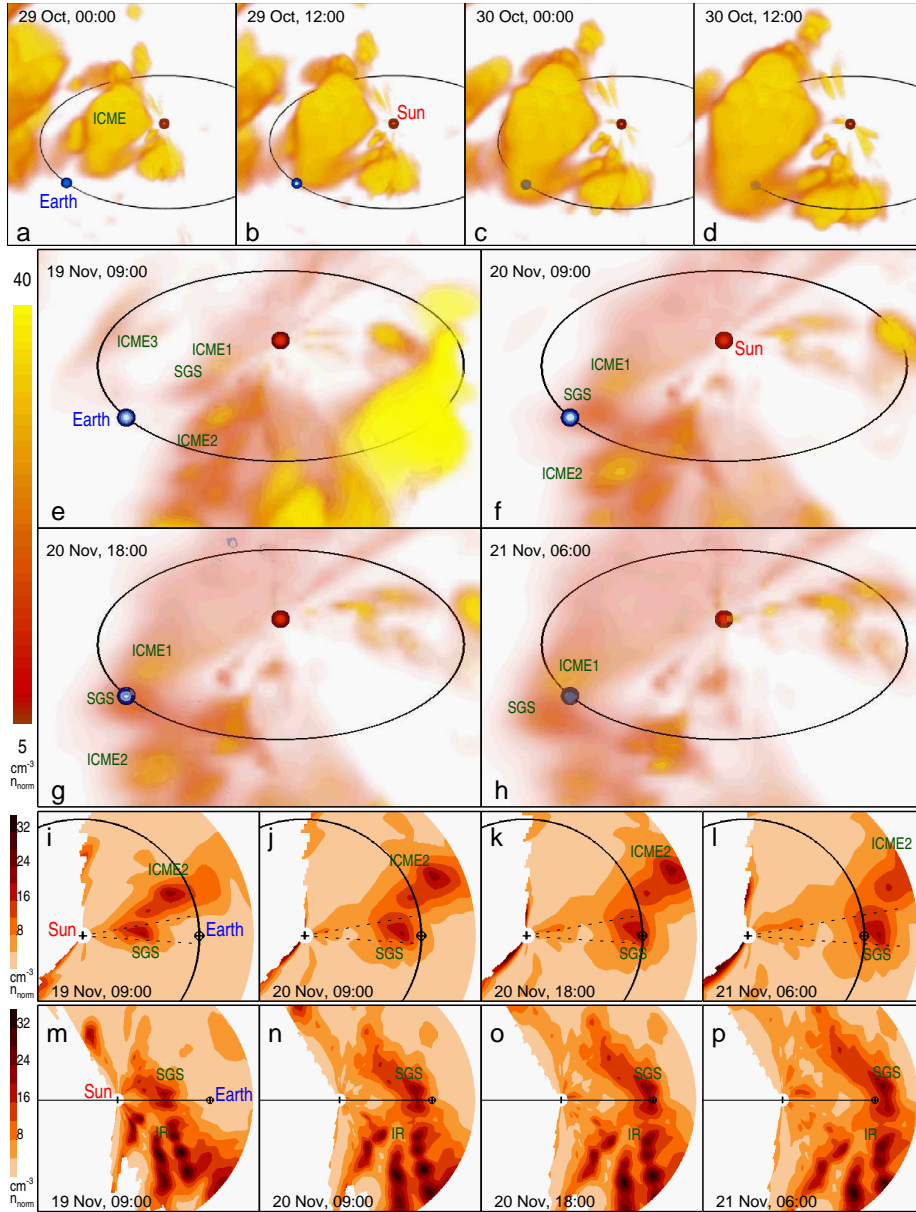 29 Oct, 00:00
ICME
Earth
a
29 Oct, 12:00
Sun
b
30 Oct, 00:00
c
30 Oct, 12:00
d
40
5
cm-3
nnorm
19 Nov, 09:00
ICME3
ICME1
SGS
Earth
ICME2
e
20 Nov, 09:00
Sun
ICME1
SGS
ICME2
f
20 Nov, 18:00
ICME1
SGS
ICME2
g
21 Nov, 06:00
ICME1
SGS
h
32
24
16
8
cm-3
nnorm
i
ICME2
Sun
Earth
SGS
19 Nov, 09:00
j
ICME2
SGS
20 Nov, 09:00
k
ICME2
SGS
20 Nov, 18:00
l
ICME2
SGS
21 Nov, 06:00
32
24
16
8
cm-3
nnorm
m
SGS
Sun
Earth
IR
19 Nov, 09:00
n
SGS
IR
20 Nov, 09:00
o
SGS
IR
20 Nov, 18:00
p
SGS
IR
21 Nov, 06:00